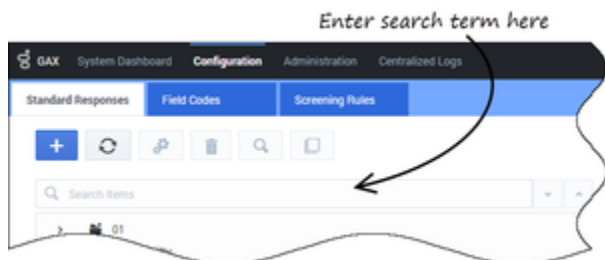 Enter search term here
GAX System Dashboard Configuration Administration Centralized Logs
Standard Responses Field Codes Screening Rules
Search Items
01